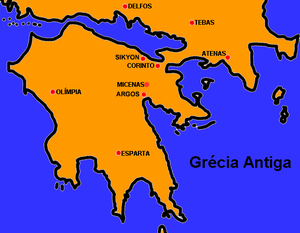 DELFOS
TEBAS
ATENAS
SIKYON
CORINTO
MICENAS
OLÍMPIA
ARGOS
ESPARTA
Grécia Antiga